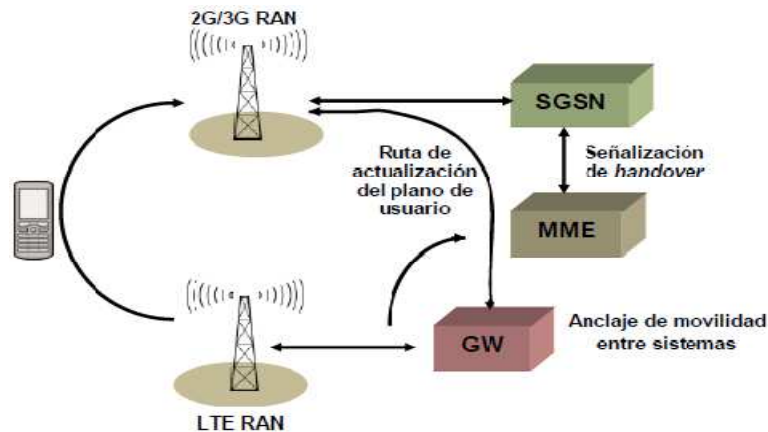 2G/3G RAN
SGSN
Ruta de
actualización
del plano de
usuario
Señalización
de handover
MME
GW
Anclaje de movilidad
entre sistemas
LTE RAN